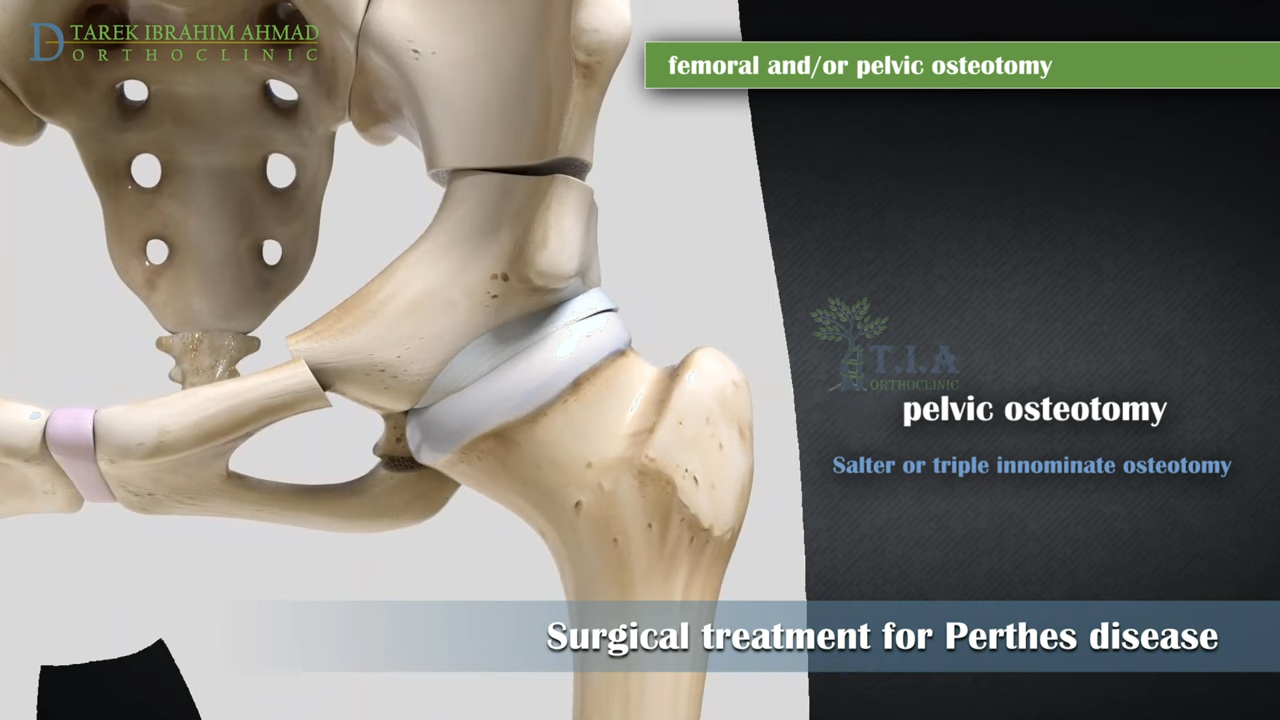 TAREK IBRAHIM AHMAD
ORTHOCLINIC
femoral and/or pelvic osteotomy
T.I.A
ORTHOCLINIC
pelvic osteotomy
Salter or triple innominate osteotomy
Surgical treatment for Perthes disease